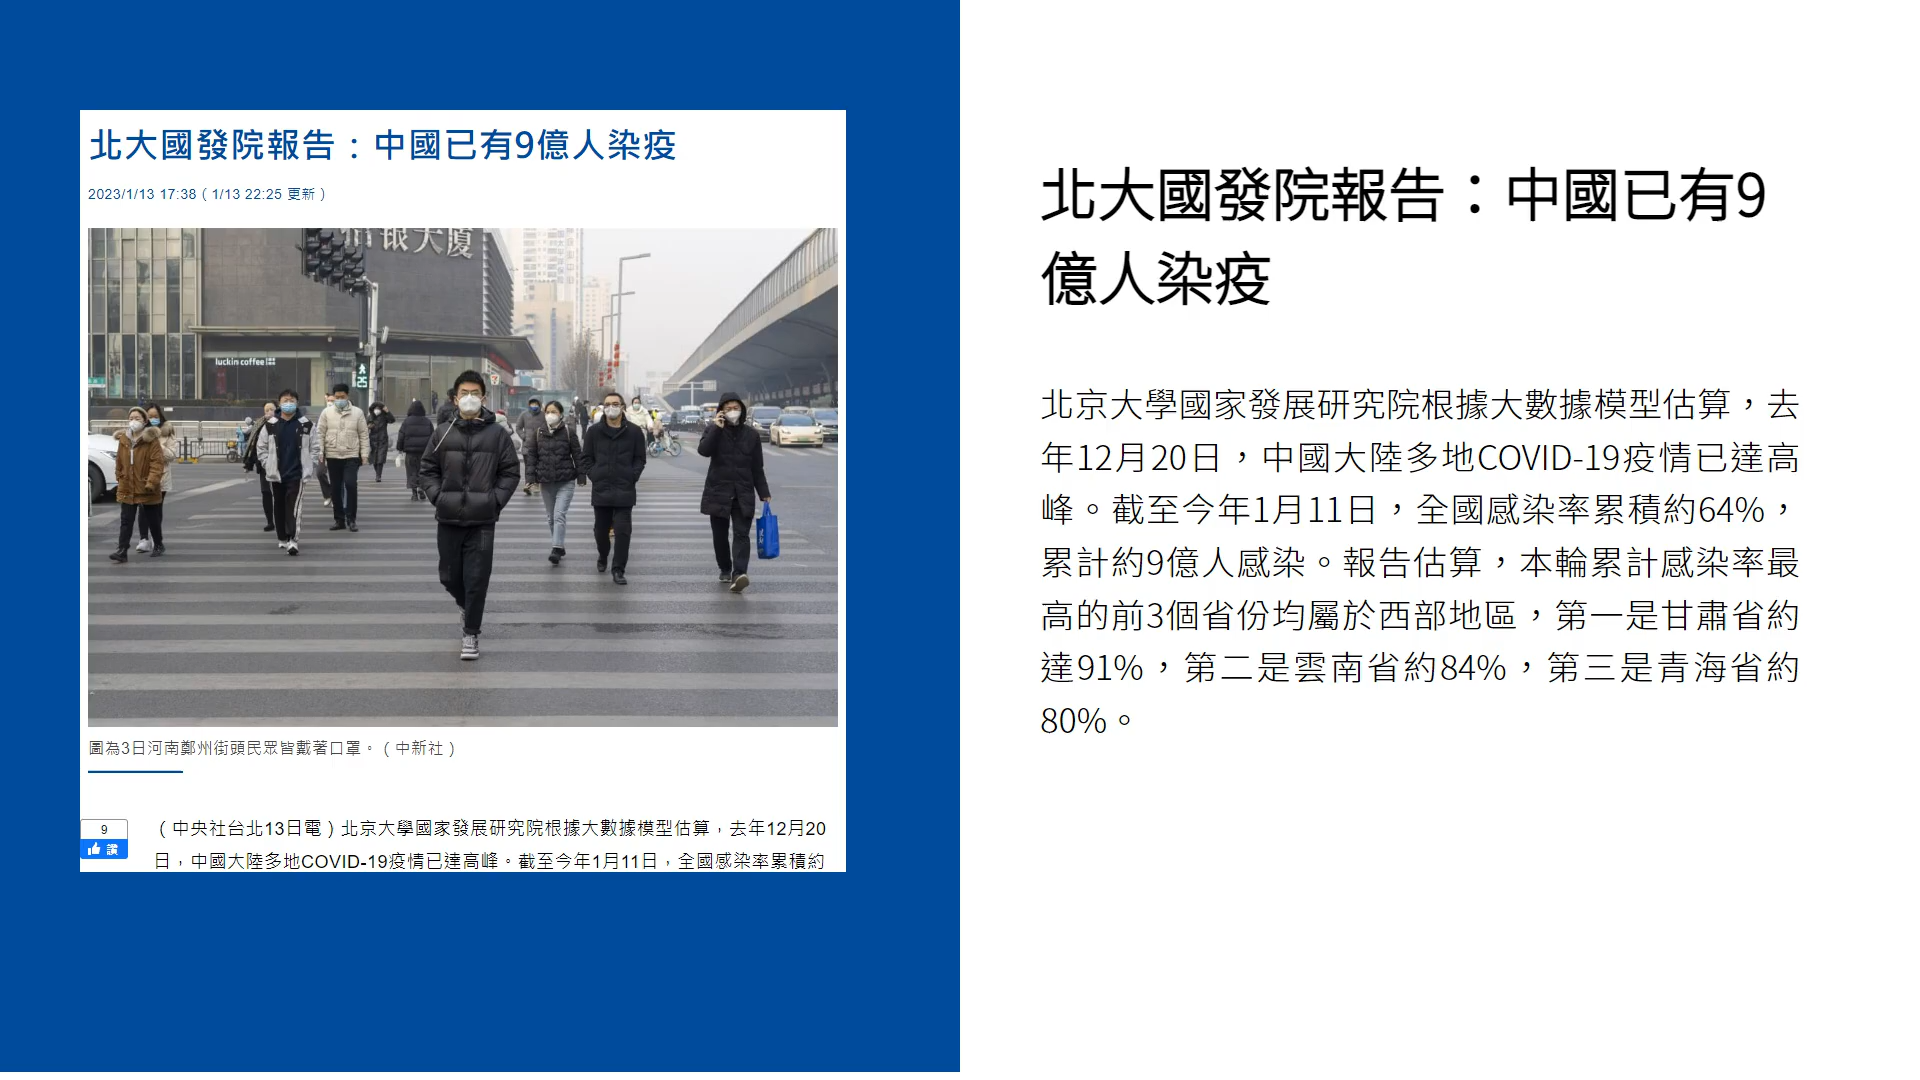 北大國發院報告：中國已有9億人染疫
2023/1/13 17:38（1/13 22:25 更新）
银大厦
luckin coffee
25
圖為3日河南鄭州街頭民眾皆戴著口罩。（中新社）
9
讚
（中央社台北13日電）北京大學國家發展研究院根據大數據模型估算，去年12月20
日，中國大陸多地COVID-19疫情已達高峰。截至今年1月11日，全國感染率累積約
北大國發院報告：中國已有9
億人染疫
北京大學國家發展研究院根據大數據模型估算，去
年12月20日，中國大陸多地COVID-19疫情已達高
峰。截至今年1月11日，全國感染率累積約64%，
累計約9億人感染。報告估算，本輪累計感染率最
高的前3個省份均屬於西部地區，第一是甘肅省約
達91%，第二是雲南省約84%，第三是青海省約
80%。